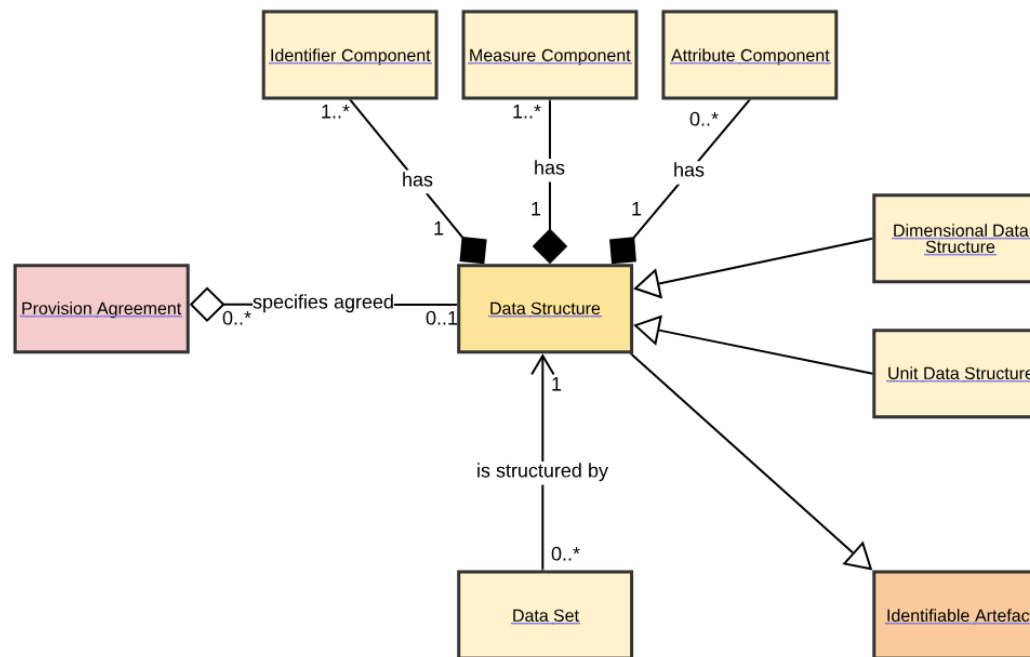 Identifier Component
Measure Component
Attribute Component
1..*
1..*
0..*
has
has
has
1
1
1
Dimensional Data
Structure
Provision Agreement
specifies agreed
0..*
0..1
Data Structure
Unit Data Structure
1
is structured by
0..*
Data Set
Identifiable Artefac